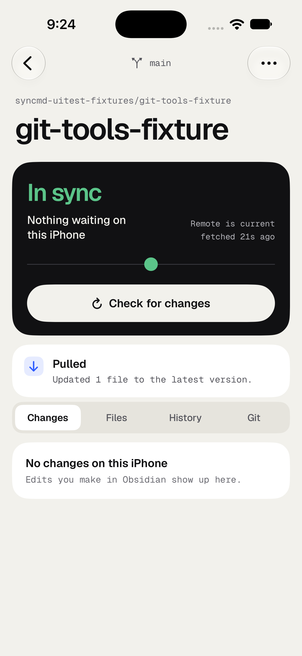 9:24
main
syncmd-uitest-fixtures/git-tools-fixture
git-tools-fixture
In sync
Nothing waiting on
this iPhone
Remote is current
fetched 21s ago
Check for changes
Pulled
Updated 1 file to the latest version.
Changes
Files
History
Git
No changes on this iPhone
Edits you make in Obsidian show up here.